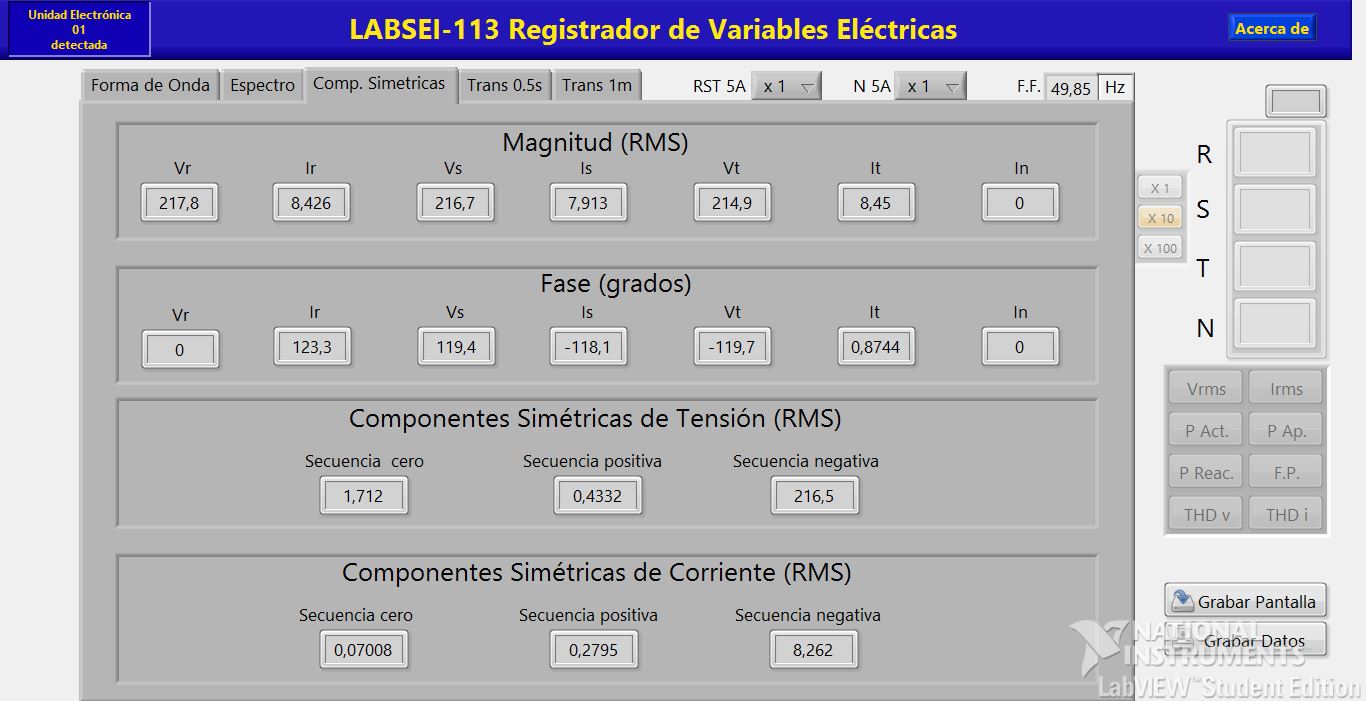 Unidad Electrónica
01
detectada
LABSEI-113 Registrador de Variables Eléctricas
Acerca de
Forma de Onda Espectro Comp. Simetricas Trans 0.5s Trans 1m
RST 5A x 1 N 5A x 1 F.F. 49,85 Hz
Magnitud (RMS)
Vr Ir Vs Is Vt It In
217,8 8,426 216,7 7,913 214,9 8,45 0
Fase (grados)
Vr Ir Vs Is Vt It In
0 123,3 119,4 -118,1 -119,7 0,8744 0
Componentes Simétricas de Tensión (RMS)
Secuencia cero Secuencia positiva Secuencia negativa
1,712 0,4332 216,5
Componentes Simétricas de Corriente (RMS)
Secuencia cero Secuencia positiva Secuencia negativa
0,07008 0,2795 8,262
X 1
X 10
X 100
R
S
T
N
Vrms Irms
P Act. P Ap.
P Reac. F.P.
THD v THD i
Grabar Pantalla
Grabar Datos
NATIONAL
INSTRUMENTS
LabVIEW™ Student Edition